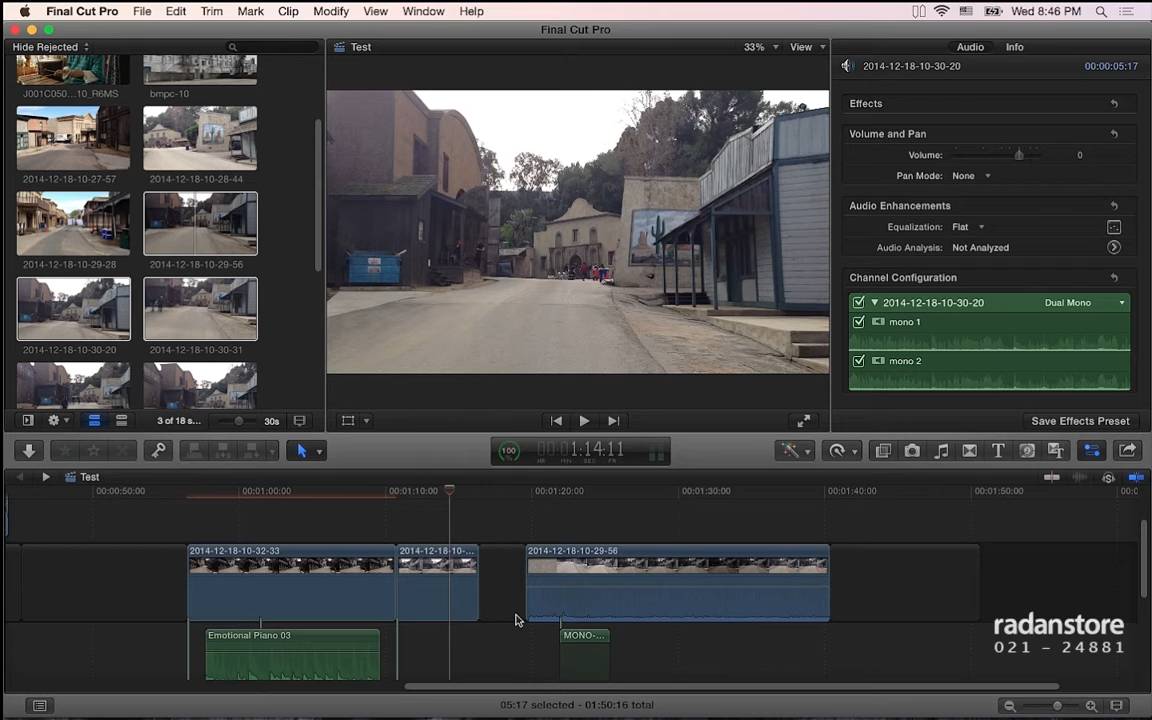 Final Cut Pro File Edit Trim Mark Clip Modify View Window Help Wed 8:46 PM
Final Cut Pro
Hide Rejected
Test 33% View
Audio Info
2014-12-18-10-30-20 00:00:05:17
J001C050...10_R6MS bmpc-10
Effects
Volume and Pan
Volume: 0
Pan Mode: None
2014-12-18-10-27-57 2014-12-18-10-28-44
Audio Enhancements
Equalization: Flat
Audio Analysis: Not Analyzed
2014-12-18-10-29-28 2014-12-18-10-29-56
Channel Configuration
2014-12-18-10-30-20 Dual Mono
mono 1
2014-12-18-10-30-20 2014-12-18-10-30-31
mono 2
3 of 18 s... 30s
Save Effects Preset
100 1:14:11
HR MIN SEC FR
Test
00:00:50:00 00:01:00:00 00:01:10:00 00:01:20:00 00:01:30:00 00:01:40:00 00:01:50:00 00:0
2014-12-18-10-32-33 2014-12-18-10-... 2014-12-18-10-29-56
Emotional Piano 03 MONO-...
radanstore
021 – 24881
05:17 selected - 01:50:16 total